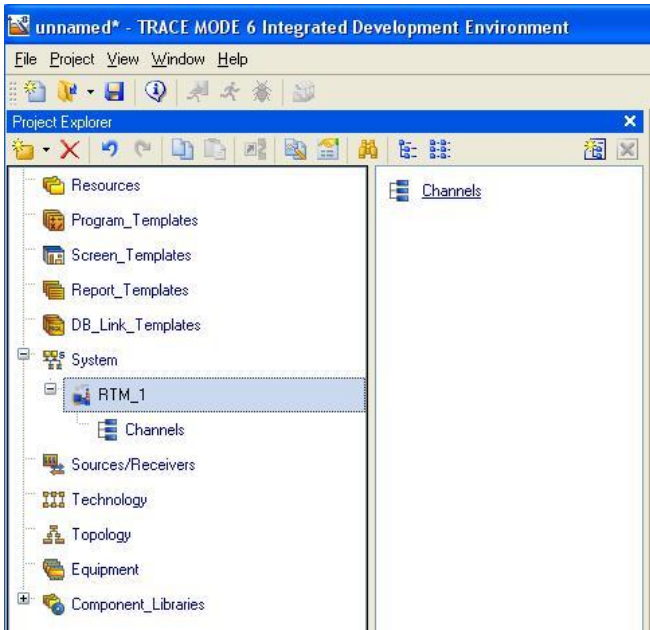 unnamed* - TRACE MODE 6 Integrated Development Environment
File Project View Window Help
Project Explorer
Resources
Program_Templates
Screen_Templates
Report_Templates
DB_Link_Templates
System
RTM_1
Channels
Sources/Receivers
Technology
Topology
Equipment
Component_Libraries
Channels